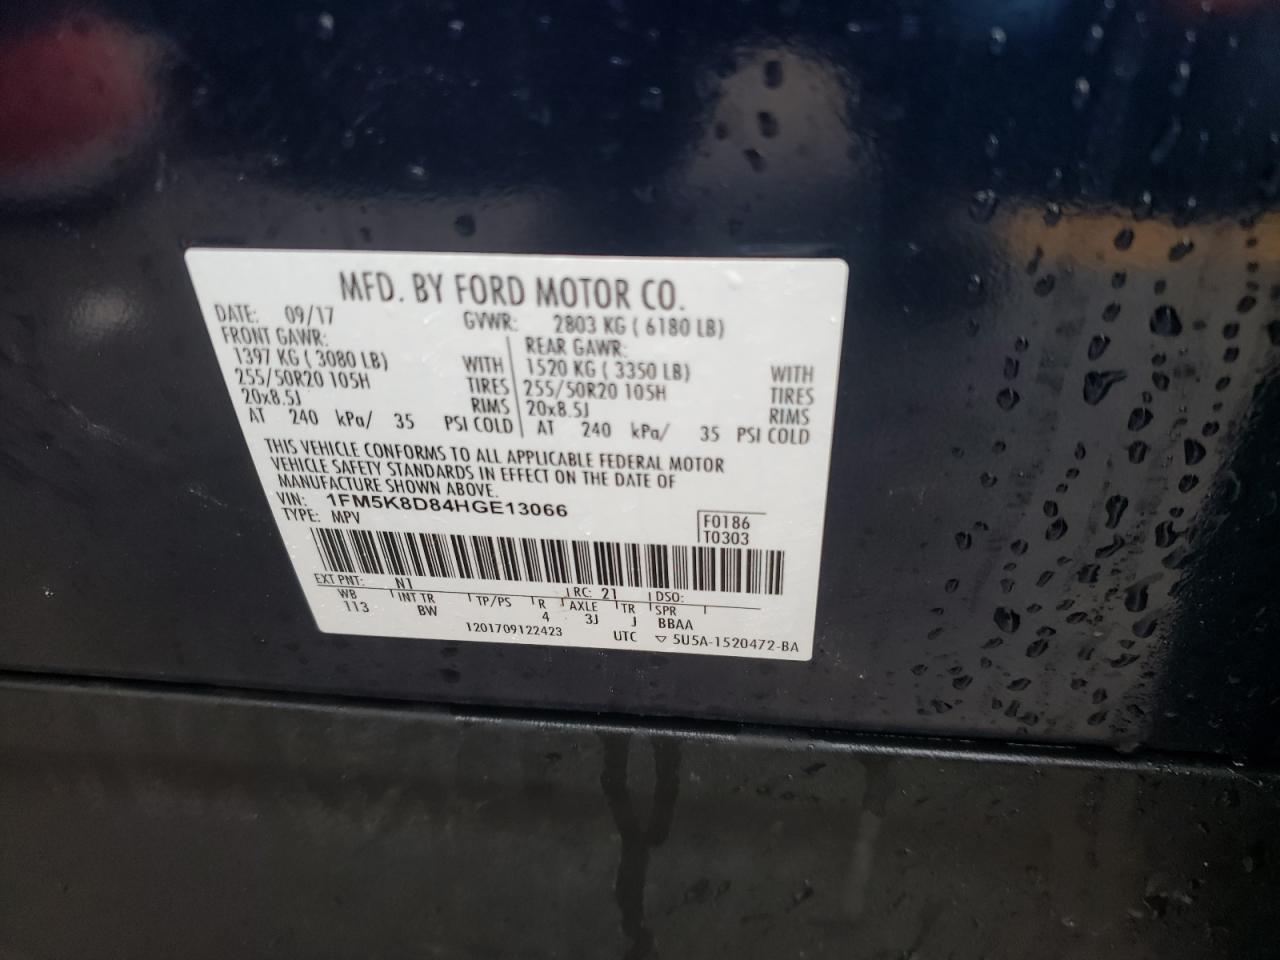 MFD. BY FORD MOTOR CO.
DATE: 09/17 GVWR: 2803 KG ( 6180 LB)
FRONT GAWR: REAR GAWR:
1397 KG ( 3080 LB) WITH 1520 KG ( 3350 LB) WITH
255/50R20 105H TIRES 255/50R20 105H TIRES
20x8.5J RIMS 20x8.5J RIMS
AT 240 kPa/ 35 PSI COLD AT 240 kPa/ 35 PSI COLD
THIS VEHICLE CONFORMS TO ALL APPLICABLE FEDERAL MOTOR
VEHICLE SAFETY STANDARDS IN EFFECT ON THE DATE OF
MANUFACTURE SHOWN ABOVE.
VIN: 1FM5K8D84HGE13066 F0186
TYPE: MPV T0303
EXT PNT: N1 RC: 21 DSO:
WB INT TR TP/PS R AXLE TR SPR
113 BW 4 3J J BBAA
1201709122423 UTC ▽ 5U5A-1520472-BA